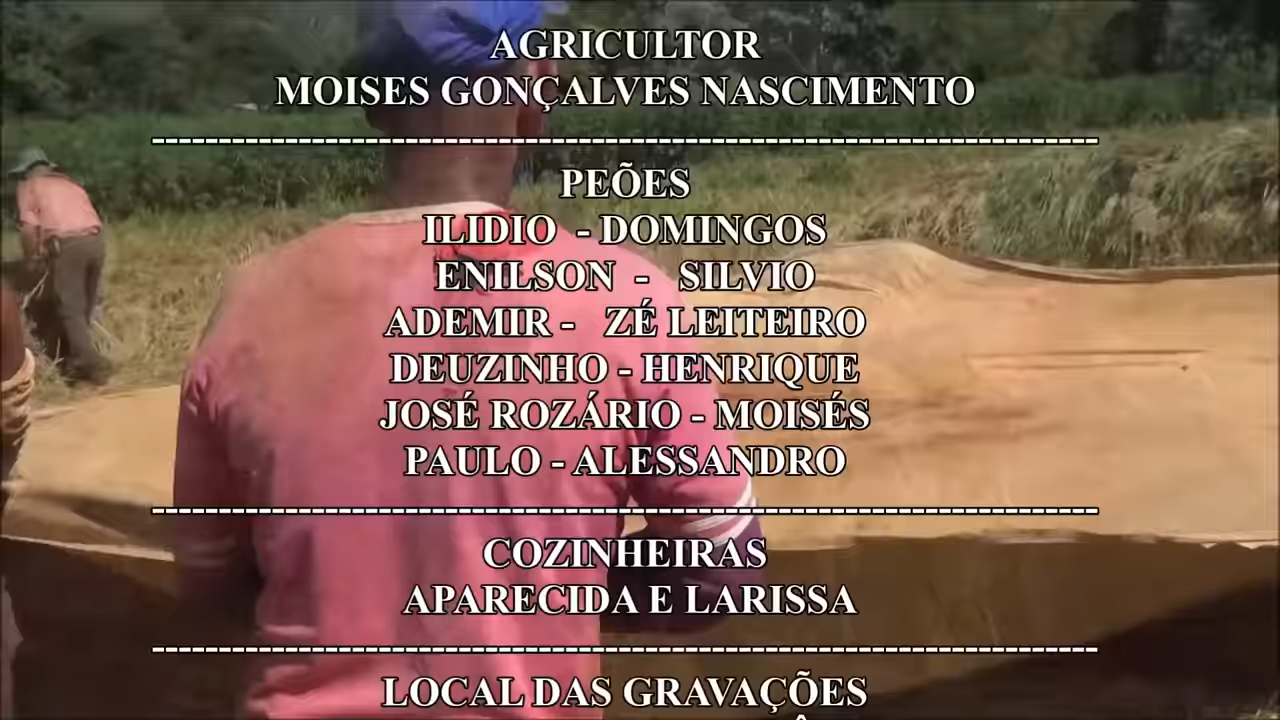 AGRICULTOR
MOISES GONÇALVES NASCIMENTO
PEÕES
ILIDIO - DOMINGOS
ENILSON - SILVIO
ADEMIR - ZÉ LEITEIRO
DEUZINHO - HENRIQUE
JOSÉ ROZÁRIO - MOISÉS
PAULO - ALESSANDRO
COZINHEIRAS
APARECIDA E LARISSA
LOCAL DAS GRAVAÇÕES